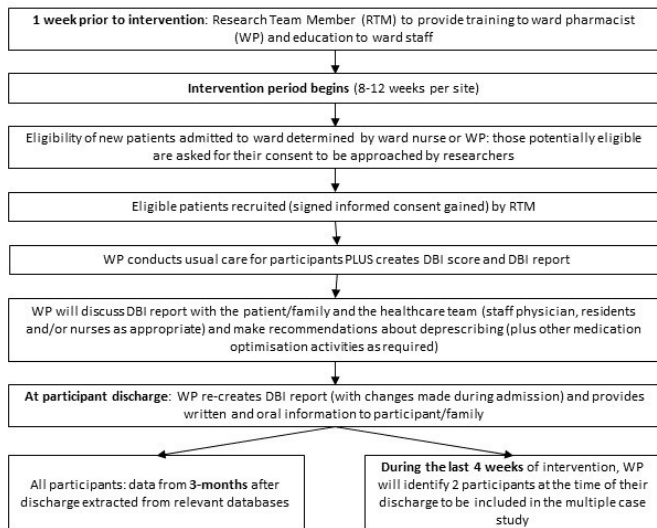 1 week prior to intervention: Research Team Member (RTM) to provide training to ward pharmacist
(WP) and education to ward staff
Intervention period begins (8-12 weeks per site)
Eligibility of new patients admitted to ward determined by ward nurse or WP: those potentially eligible
are asked for their consent to be approached by researchers
Eligible patients recruited (signed informed consent gained) by RTM
WP conducts usual care for participants PLUS creates DBI score and DBI report
WP will discuss DBI report with the patient/family and the healthcare team (staff physician, residents
and/or nurses as appropriate) and make recommendations about deprescribing (plus other medication
optimisation activities as required)
At participant discharge: WP re-creates DBI report (with changes made during admission) and provides
written and oral information to participant/family
All participants: data from 3-months after
discharge extracted from relevant databases
During the last 4 weeks of intervention, WP
will identify 2 participants at the time of their
discharge to be included in the multiple case
study